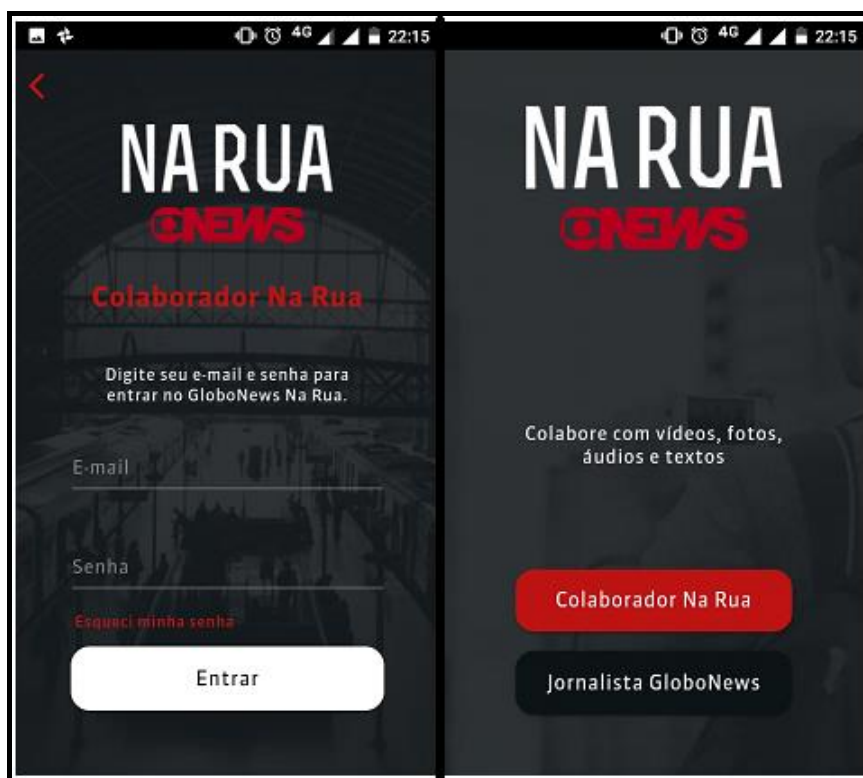 4G 22:15
NA RUA
NEWS
Colaborador Na Rua
Digite seu e-mail e senha para
entrar no GloboNews Na Rua.
E-mail
Senha
Esqueci minha senha
Entrar
4G 22:15
NA RUA
NEWS
Colabore com vídeos, fotos,
áudios e textos
Colaborador Na Rua
Jornalista GloboNews